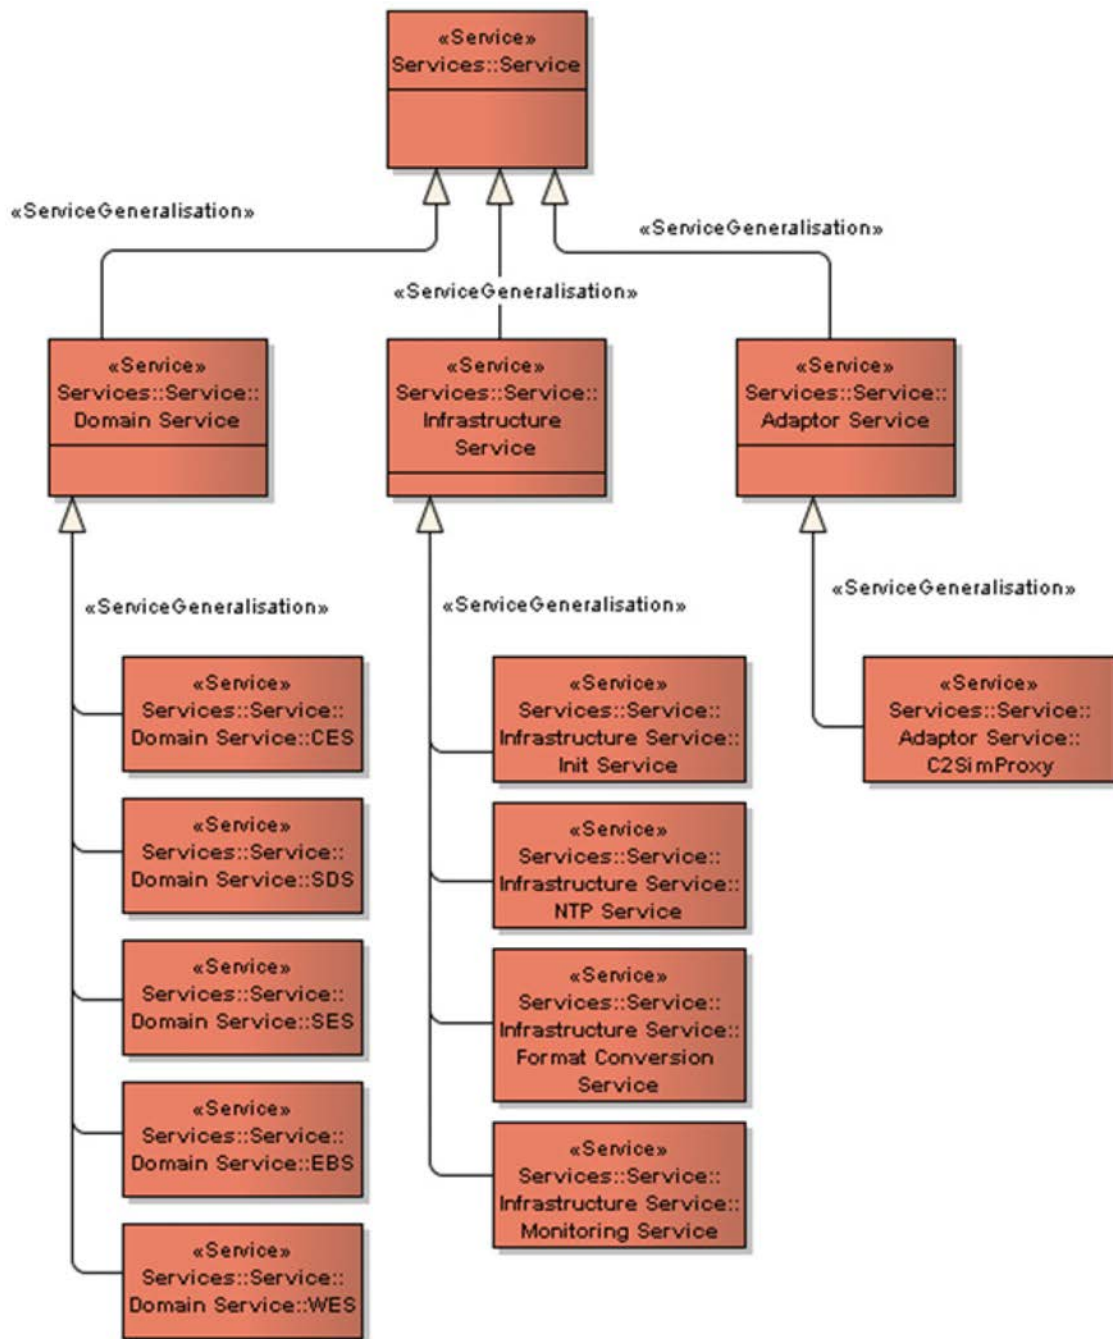 «Service»
Services::Service
«ServiceGeneralisation»
«ServiceGeneralisation»
«ServiceGeneralisation»
«Service»
Services::Service::
Domain Service
«Service»
Services::Service::
Infrastructure
Service
«Service»
Services::Service::
Adaptor Service
«ServiceGeneralisation»
«ServiceGeneralisation»
«ServiceGeneralisation»
«Service»
Services::Service::
Domain Service::CES
«Service»
Services::Service::
Domain Service::SDS
«Service»
Services::Service::
Domain Service::SES
«Service»
Services::Service::
Domain Service::EBS
«Service»
Services::Service::
Domain Service::WES
«Service»
Services::Service::
Infrastructure Service::
Init Service
«Service»
Services::Service::
Infrastructure Service::
NTP Service
«Service»
Services::Service::
Infrastructure Service::
Format Conversion
Service
«Service»
Services::Service::
Infrastructure Service::
Monitoring Service
«Service»
Services::Service::
Adaptor Service::
C2SimProxy